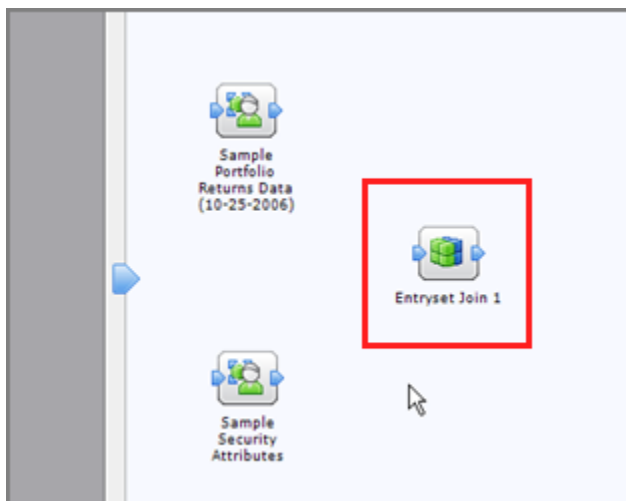 Sample
Portfolio
Returns Data
(10-25-2006)
Entryset Join 1
Sample
Security
Attributes